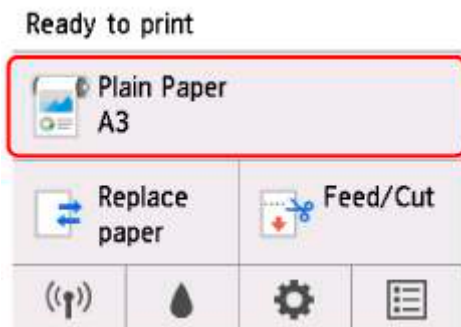 Ready to print
Plain Paper
A3
Replace
paper
Feed/Cut